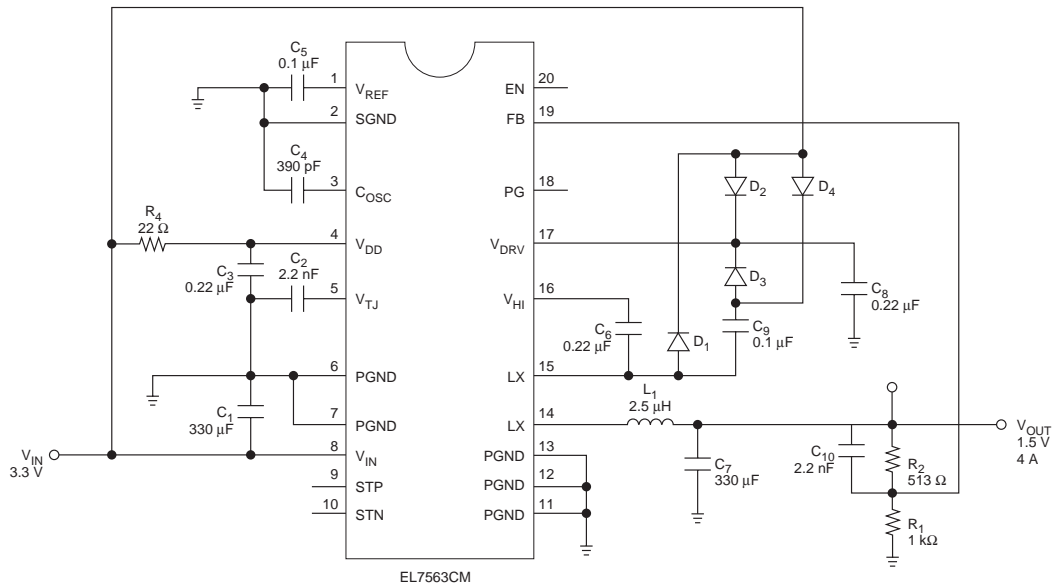 C5
0.1 µF
1
VREF
2
SGND
C4
390 pF
3
COSC
R4
22 Ω
4
VDD
C3
0.22 µF
C2
2.2 nF
5
VTJ
6
PGND
C1
330 µF
7
PGND
VIN
3.3 V
8
VIN
9
STP
10
STN
20
EN
19
FB
18
PG
D2
D4
17
VDRV
D3
C8
0.22 µF
16
VHI
C6
0.22 µF
D1
C9
0.1 µF
15
LX
L1
2.5 µH
14
LX
VOUT
1.5 V
4 A
13
PGND
C7
330 µF
C10
2.2 nF
R2
513 Ω
12
PGND
11
PGND
R1
1 kΩ
EL7563CM